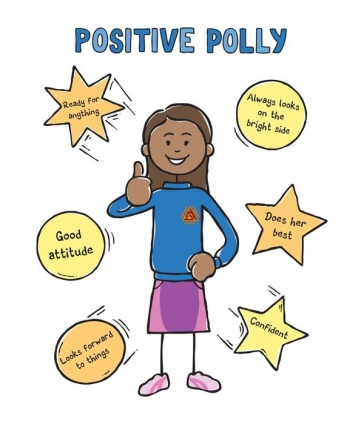 POSITIVE POLLY
Ready for
anything
Always looks
on the
bright side
Good
attitude
Does her
best
Looks forward
to things
Confident